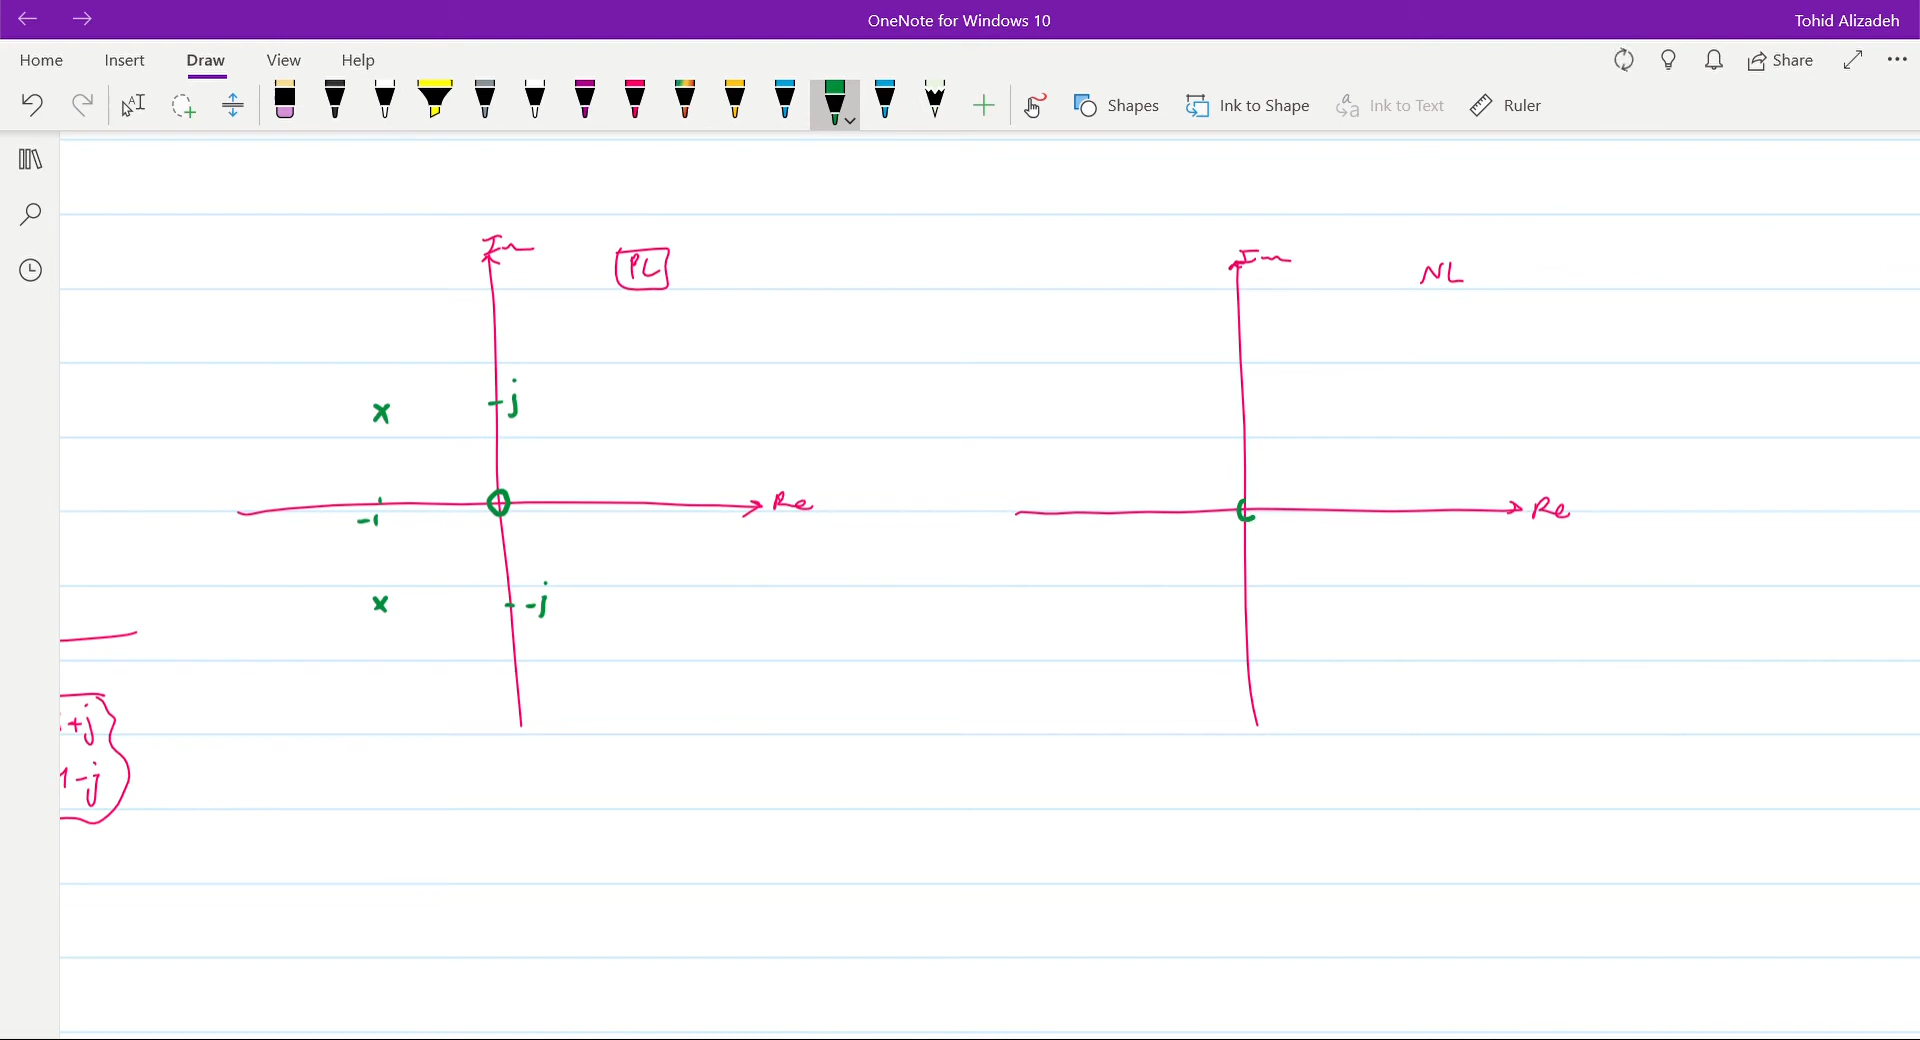 OneNote for Windows 10
Tohid Alizadeh
Home Insert Draw View Help
Share
Shapes Ink to Shape Ink to Text Ruler
Im
PL
Im
NL
j
-1
Re
Re
-j
+j
1-j